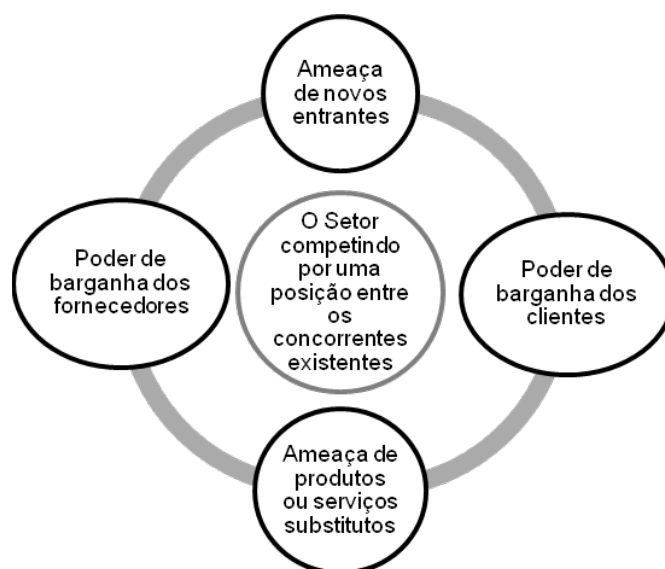 Ameaça
de novos
entrantes
Poder de
barganha dos
fornecedores
O Setor
competindo
por uma
posição entre
os
concorrentes
existentes
Poder de
barganha dos
clientes
Ameaça de
produtos
ou serviços
substitutos